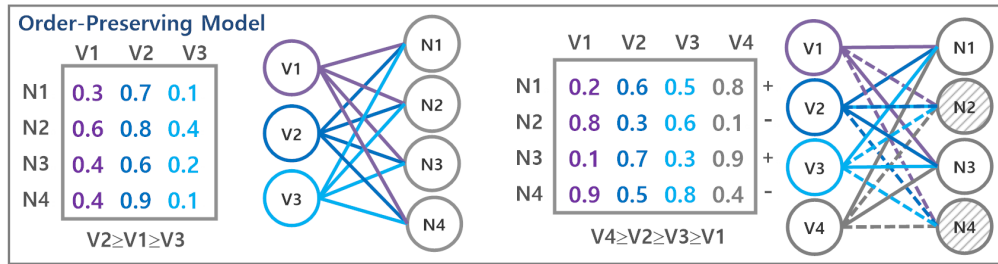 Order-Preserving Model
V1 V2 V3
N1 0.3 0.7 0.1
N2 0.6 0.8 0.4
N3 0.4 0.6 0.2
N4 0.4 0.9 0.1
V2≥V1≥V3
V1
V2
V3
N1
N2
N3
N4
V1 V2 V3 V4
N1 0.2 0.6 0.5 0.8 +
N2 0.8 0.3 0.6 0.1 -
N3 0.1 0.7 0.3 0.9 +
N4 0.9 0.5 0.8 0.4 -
V4≥V2≥V3≥V1
V1
V2
V3
V4
N1
N2
N3
N4